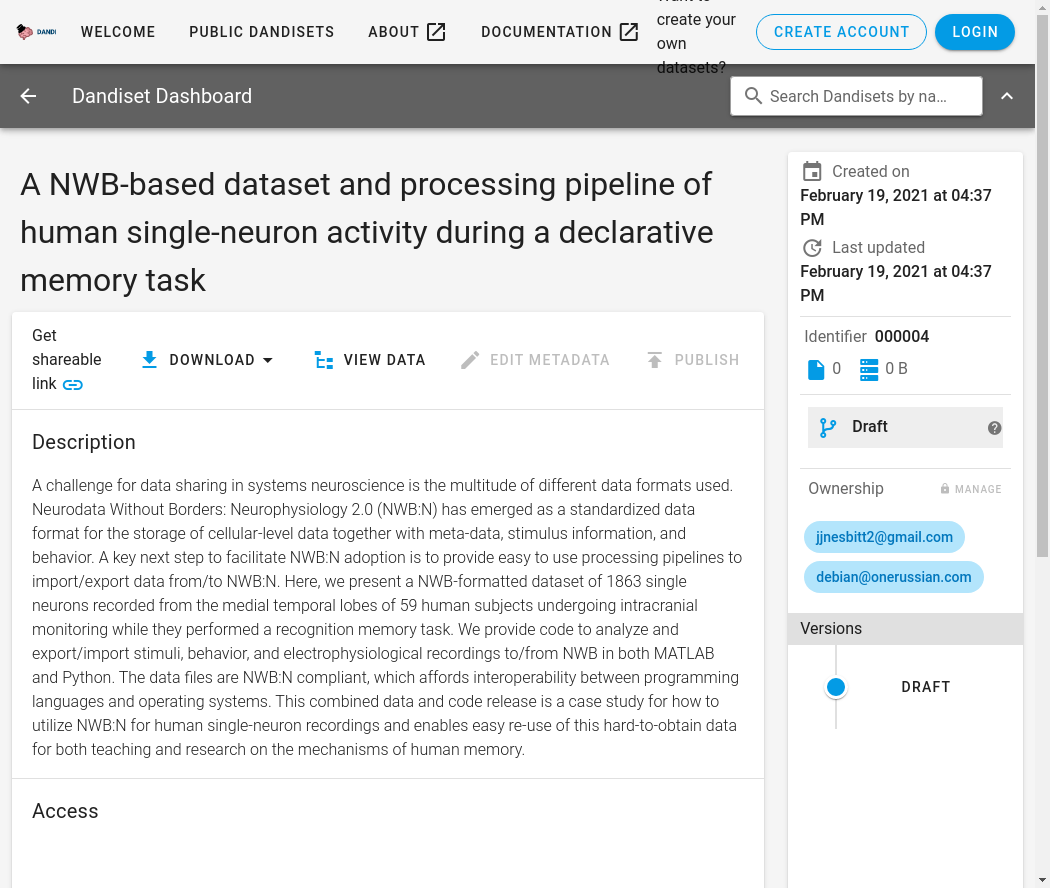 DANDI
WELCOME
PUBLIC DANDISETS
ABOUT
DOCUMENTATION
create your
own
datasets?
CREATE ACCOUNT
LOGIN
Dandiset Dashboard
Search Dandisets by na...
A NWB-based dataset and processing pipeline of
human single-neuron activity during a declarative
memory task
Get
shareable
link
DOWNLOAD
VIEW DATA
EDIT METADATA
PUBLISH
Description
A challenge for data sharing in systems neuroscience is the multitude of different data formats used.
Neurodata Without Borders: Neurophysiology 2.0 (NWB:N) has emerged as a standardized data
format for the storage of cellular-level data together with meta-data, stimulus information, and
behavior. A key next step to facilitate NWB:N adoption is to provide easy to use processing pipelines to
import/export data from/to NWB:N. Here, we present a NWB-formatted dataset of 1863 single
neurons recorded from the medial temporal lobes of 59 human subjects undergoing intracranial
monitoring while they performed a recognition memory task. We provide code to analyze and
export/import stimuli, behavior, and electrophysiological recordings to/from NWB in both MATLAB
and Python. The data files are NWB:N compliant, which affords interoperability between programming
languages and operating systems. This combined data and code release is a case study for how to
utilize NWB:N for human single-neuron recordings and enables easy re-use of this hard-to-obtain data
for both teaching and research on the mechanisms of human memory.
Access
Created on
February 19, 2021 at 04:37
PM
Last updated
February 19, 2021 at 04:37
PM
Identifier 000004
0
0 B
Draft
Ownership
MANAGE
jjnesbitt2@gmail.com
debian@onerussian.com
Versions
DRAFT